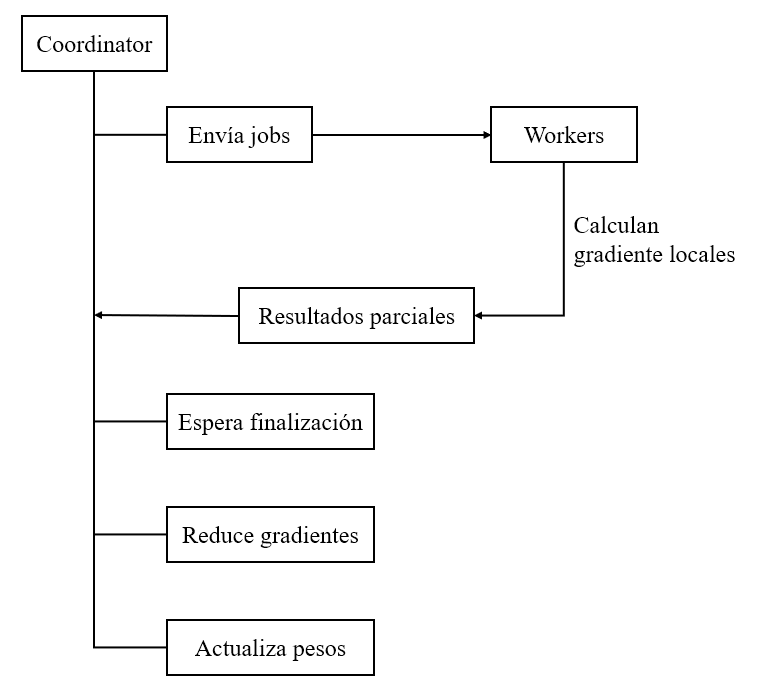 Coordinator
Envía jobs
Workers
Calculan
gradiente locales
Resultados parciales
Espera finalización
Reduce gradientes
Actualiza pesos